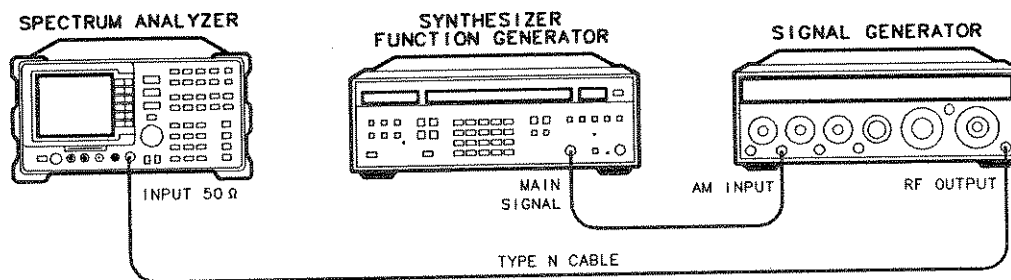 SPECTRUM ANALYZER
SYNTHESIZER
FUNCTION GENERATOR
SIGNAL GENERATOR
INPUT 50 Ω
MAIN
SIGNAL
AM INPUT
RF OUTPUT
TYPE N CABLE